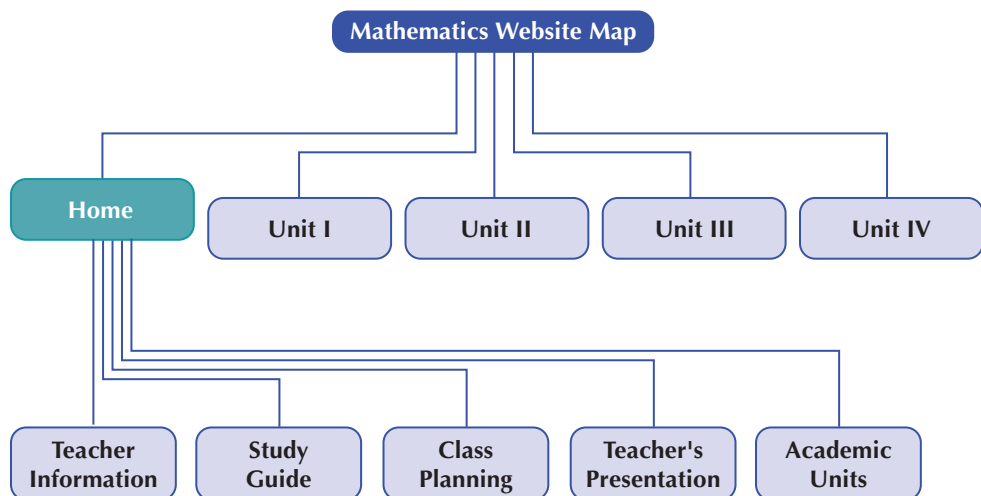 Mathematics Website Map
Home
Unit I
Unit II
Unit III
Unit IV
Teacher
Information
Study
Guide
Class
Planning
Teacher's
Presentation
Academic
Units